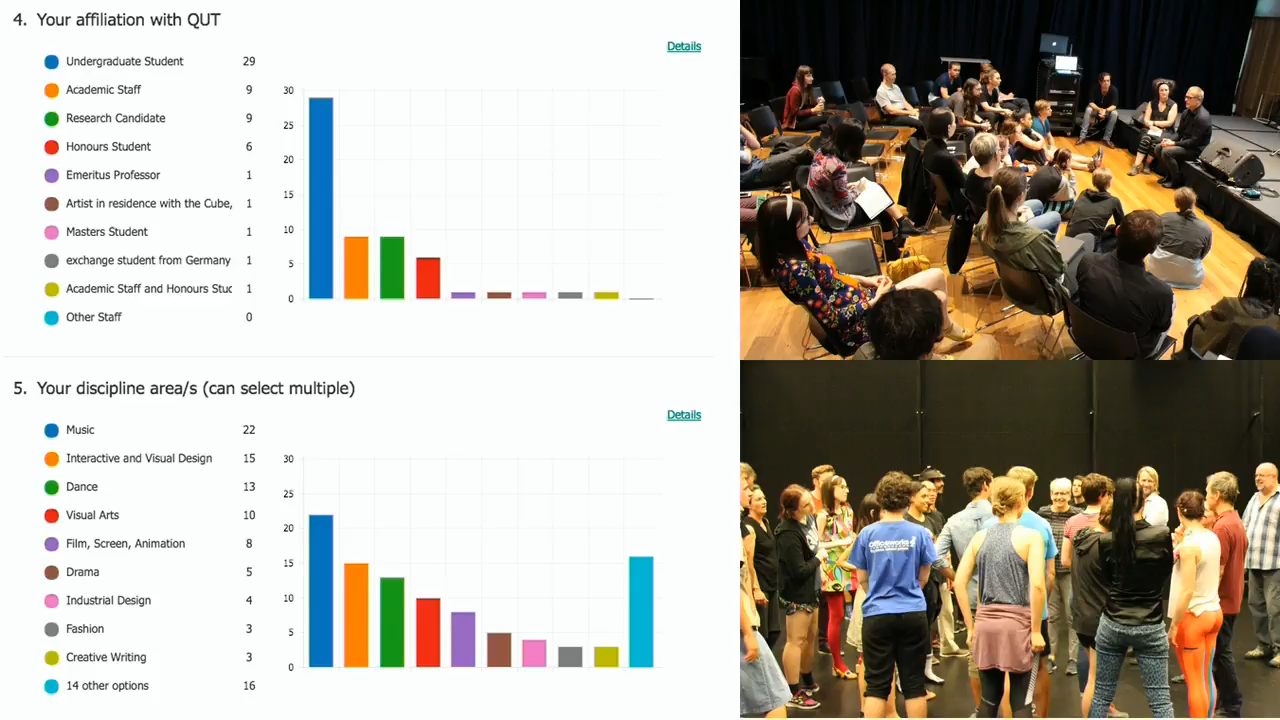 4. Your affiliation with QUT
Details
Undergraduate Student 29
Academic Staff 9
Research Candidate 9
Honours Student 6
Emeritus Professor 1
Artist in residence with the Cube, 1
Masters Student 1
exchange student from Germany 1
Academic Staff and Honours Stuc 1
Other Staff 0
30
25
20
15
10
5
0
5. Your discipline area/s (can select multiple)
Details
Music 22
Interactive and Visual Design 15
Dance 13
Visual Arts 10
Film, Screen, Animation 8
Drama 5
Industrial Design 4
Fashion 3
Creative Writing 3
14 other options 16
30
25
20
15
10
5
0
officeworks